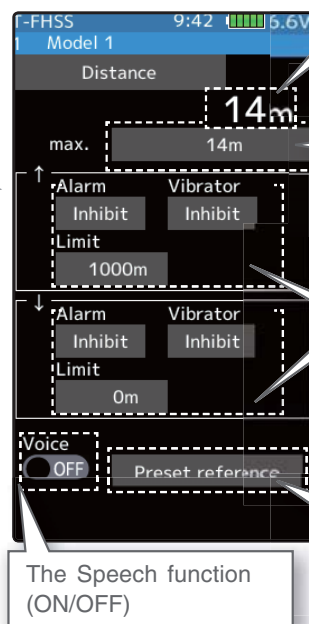 T-FHSS 9:42 6.6V
1 Model 1
Distance
14m
max. 14m
↑
Alarm Vibrator
Inhibit Inhibit
Limit
1000m
↓
Alarm Vibrator
Inhibit Inhibit
Limit
0m
Voice
OFF Preset reference
The Speech function
(ON/OFF)